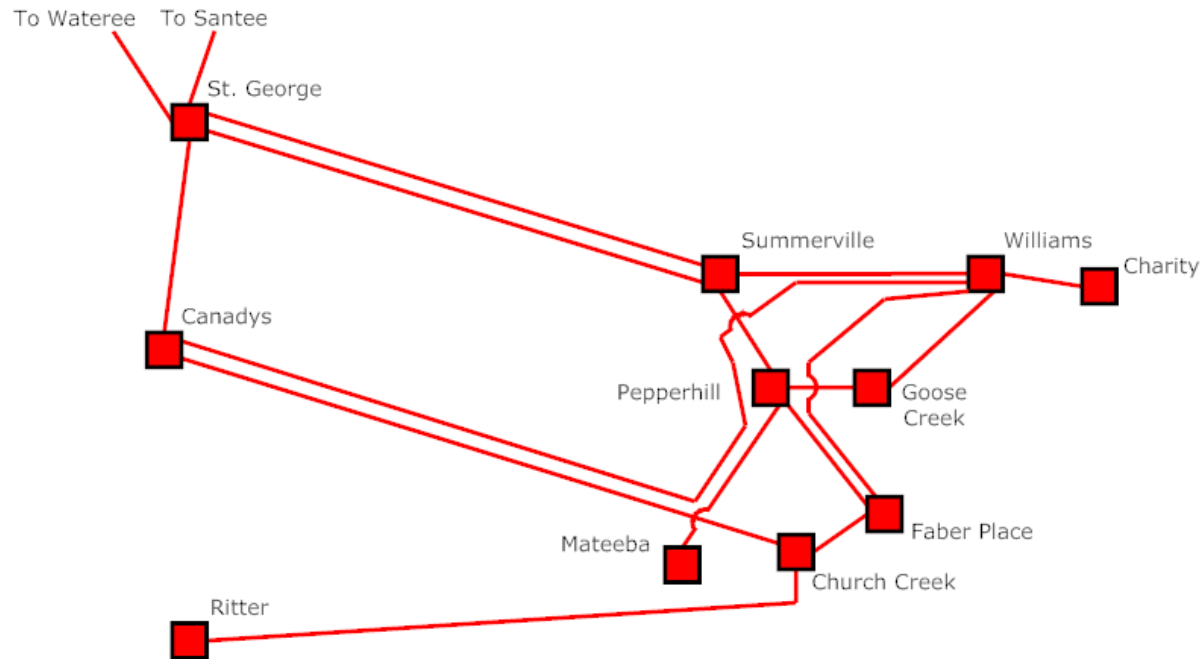 To Wateree
To Santee
St. George
Summerville
Williams
Charity
Canadys
Pepperhill
Goose
Creek
Mateeba
Faber Place
Church Creek
Ritter